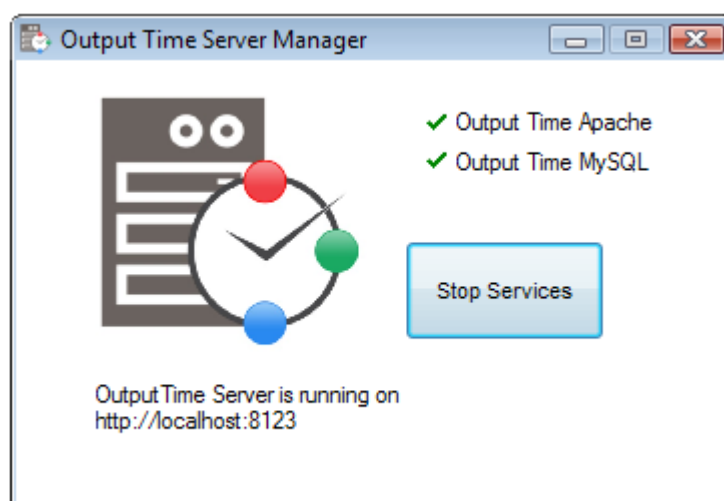 Output Time Server Manager
Output Time Apache
Output Time MySQL
Stop Services
OutputTime Server is running on
http://localhost:8123